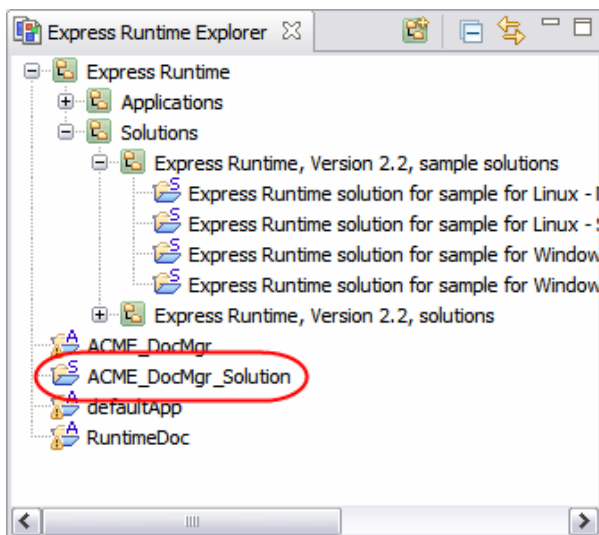 Express Runtime Explorer
Express Runtime
Applications
Solutions
Express Runtime, Version 2.2, sample solutions
Express Runtime solution for sample for Linux -
Express Runtime solution for sample for Linux -
Express Runtime solution for sample for Window
Express Runtime solution for sample for Window
Express Runtime, Version 2.2, solutions
ACME_DocMgr
ACME_DocMgr_Solution
defaultApp
RuntimeDoc